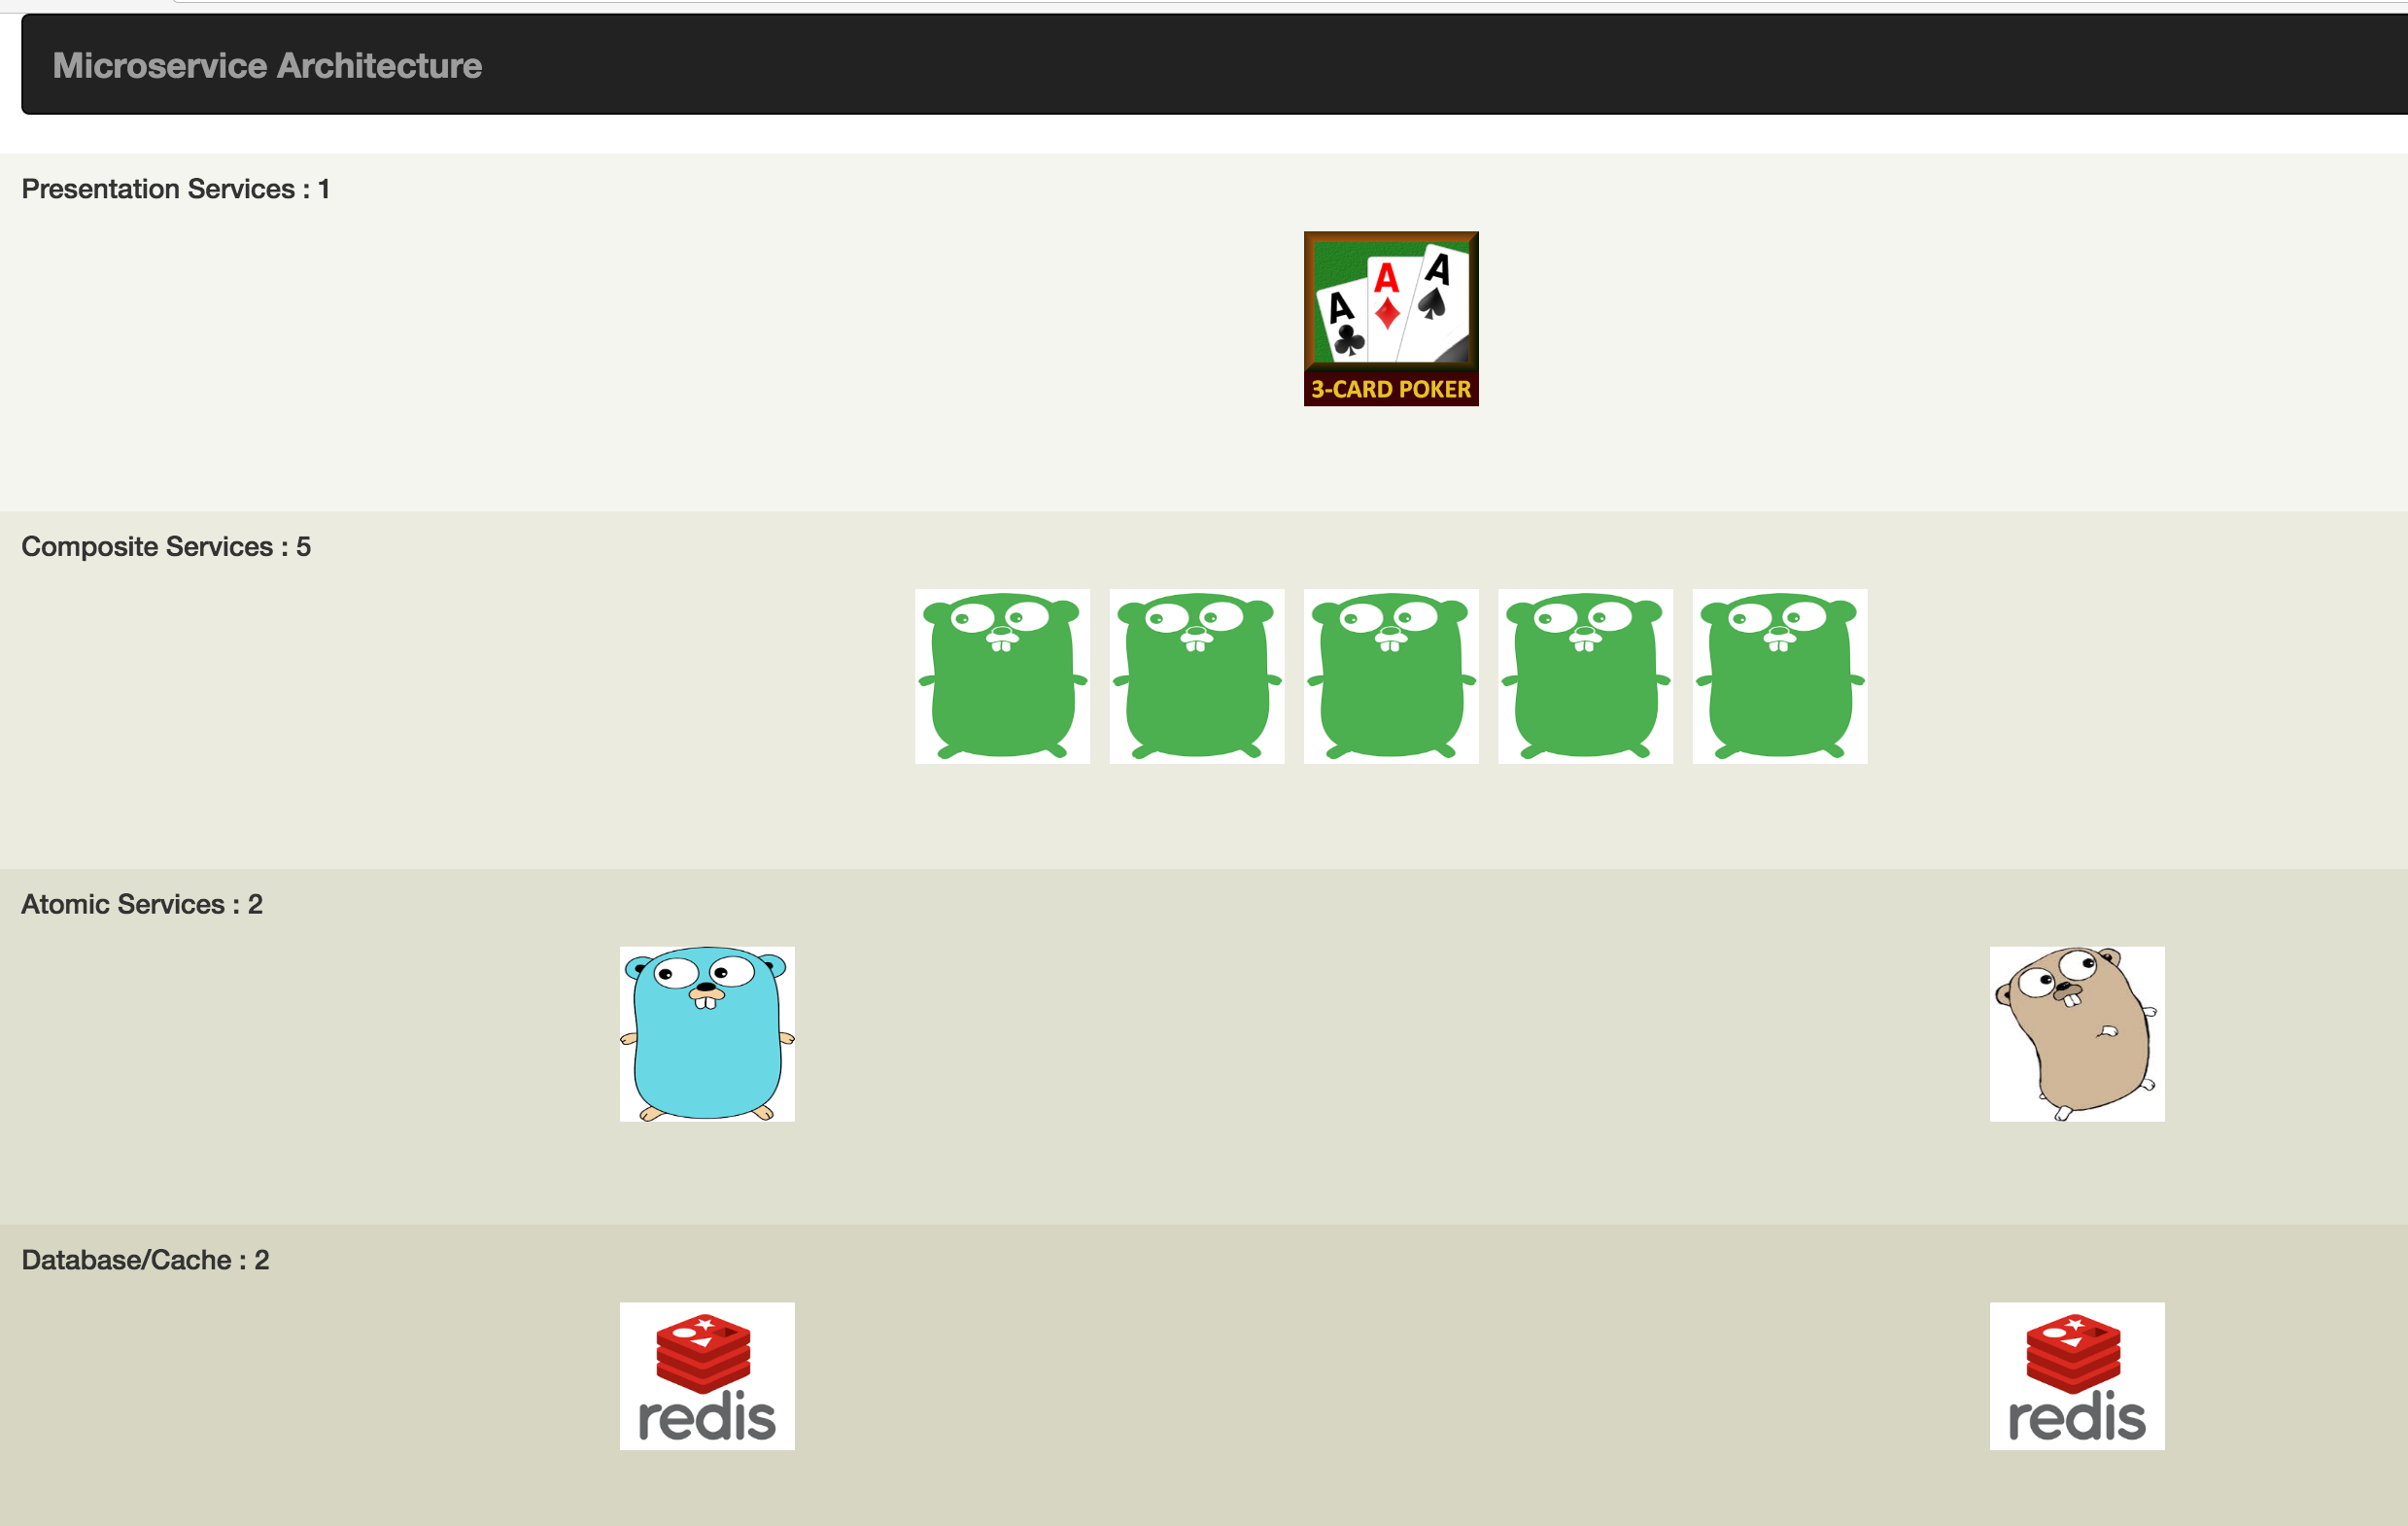 Microservice Architecture
Presentation Services : 1
A
A
A
3-CARD POKER
Composite Services : 5
Atomic Services : 2
Database/Cache : 2
redis
redis